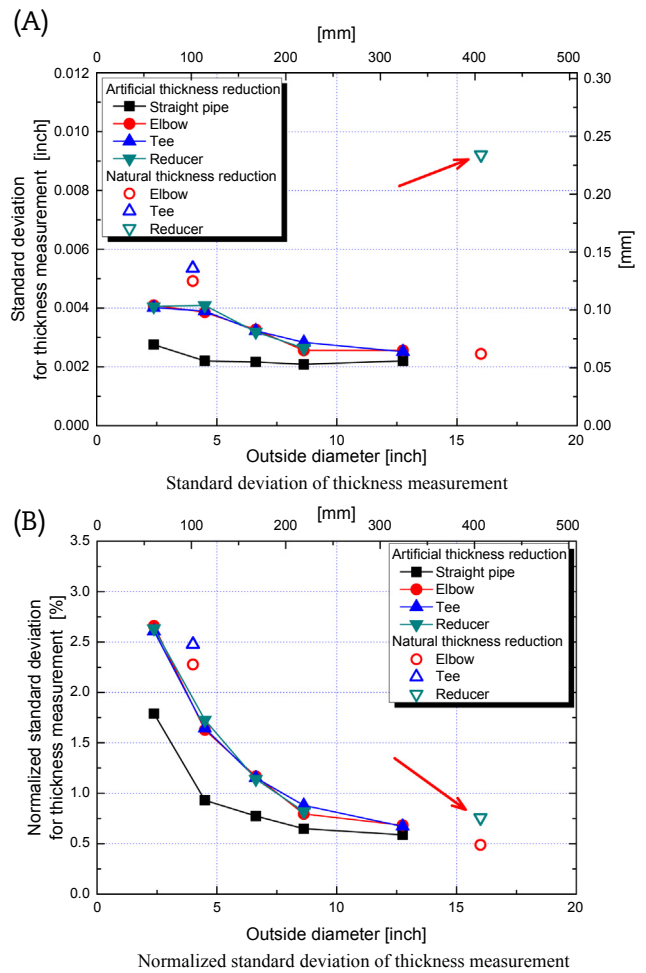 (A)
[mm]
0 100 200 300 400 500
0.012
0.010
0.008
0.006
0.004
0.002
0.000
Standard deviation
for thickness measurement [inch]
Artificial thickness reduction
Straight pipe
Elbow
Tee
Reducer
Natural thickness reduction
Elbow
Tee
Reducer
0.30
0.25
0.20
0.15
0.10
0.05
0.00
[mm]
0 5 10 15 20
Outside diameter [inch]
Standard deviation of thickness measurement
(B)
[mm]
0 100 200 300 400 500
3.5
3.0
2.5
2.0
1.5
1.0
0.5
0.0
Normalized standard deviation
for thickness measurement [%]
Artificial thickness reduction
Straight pipe
Elbow
Tee
Reducer
Natural thickness reduction
Elbow
Tee
Reducer
0 5 10 15 20
Outside diameter [inch]
Normalized standard deviation of thickness measurement